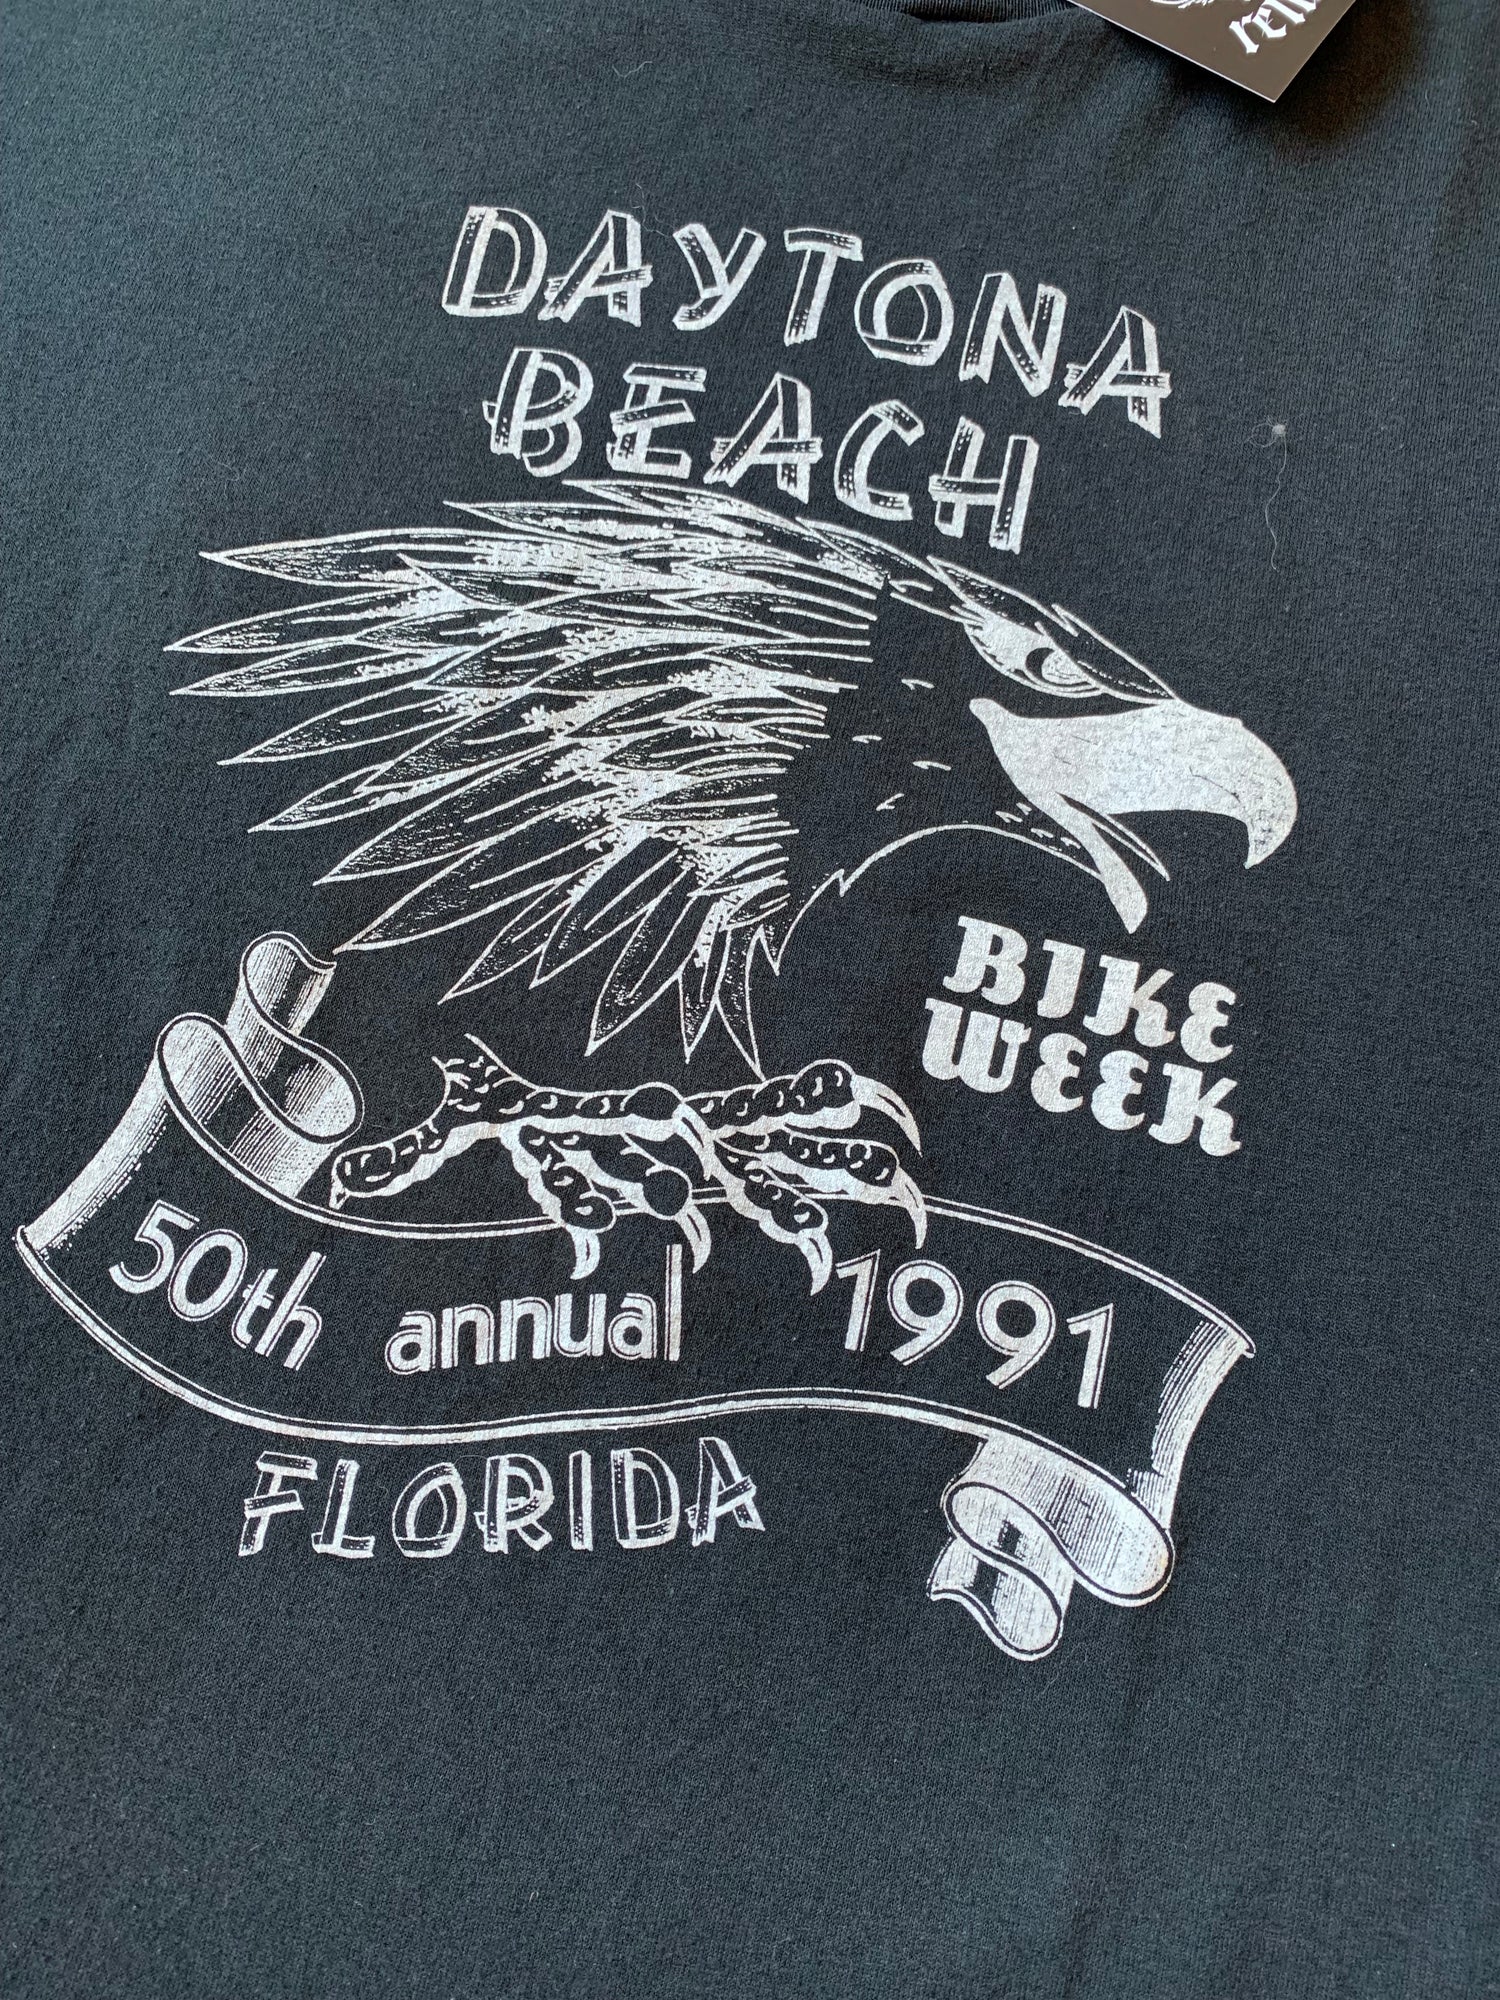 DAYTONA
BEACH
BIKE
WEEK
50th annual 1991
FLORIDA